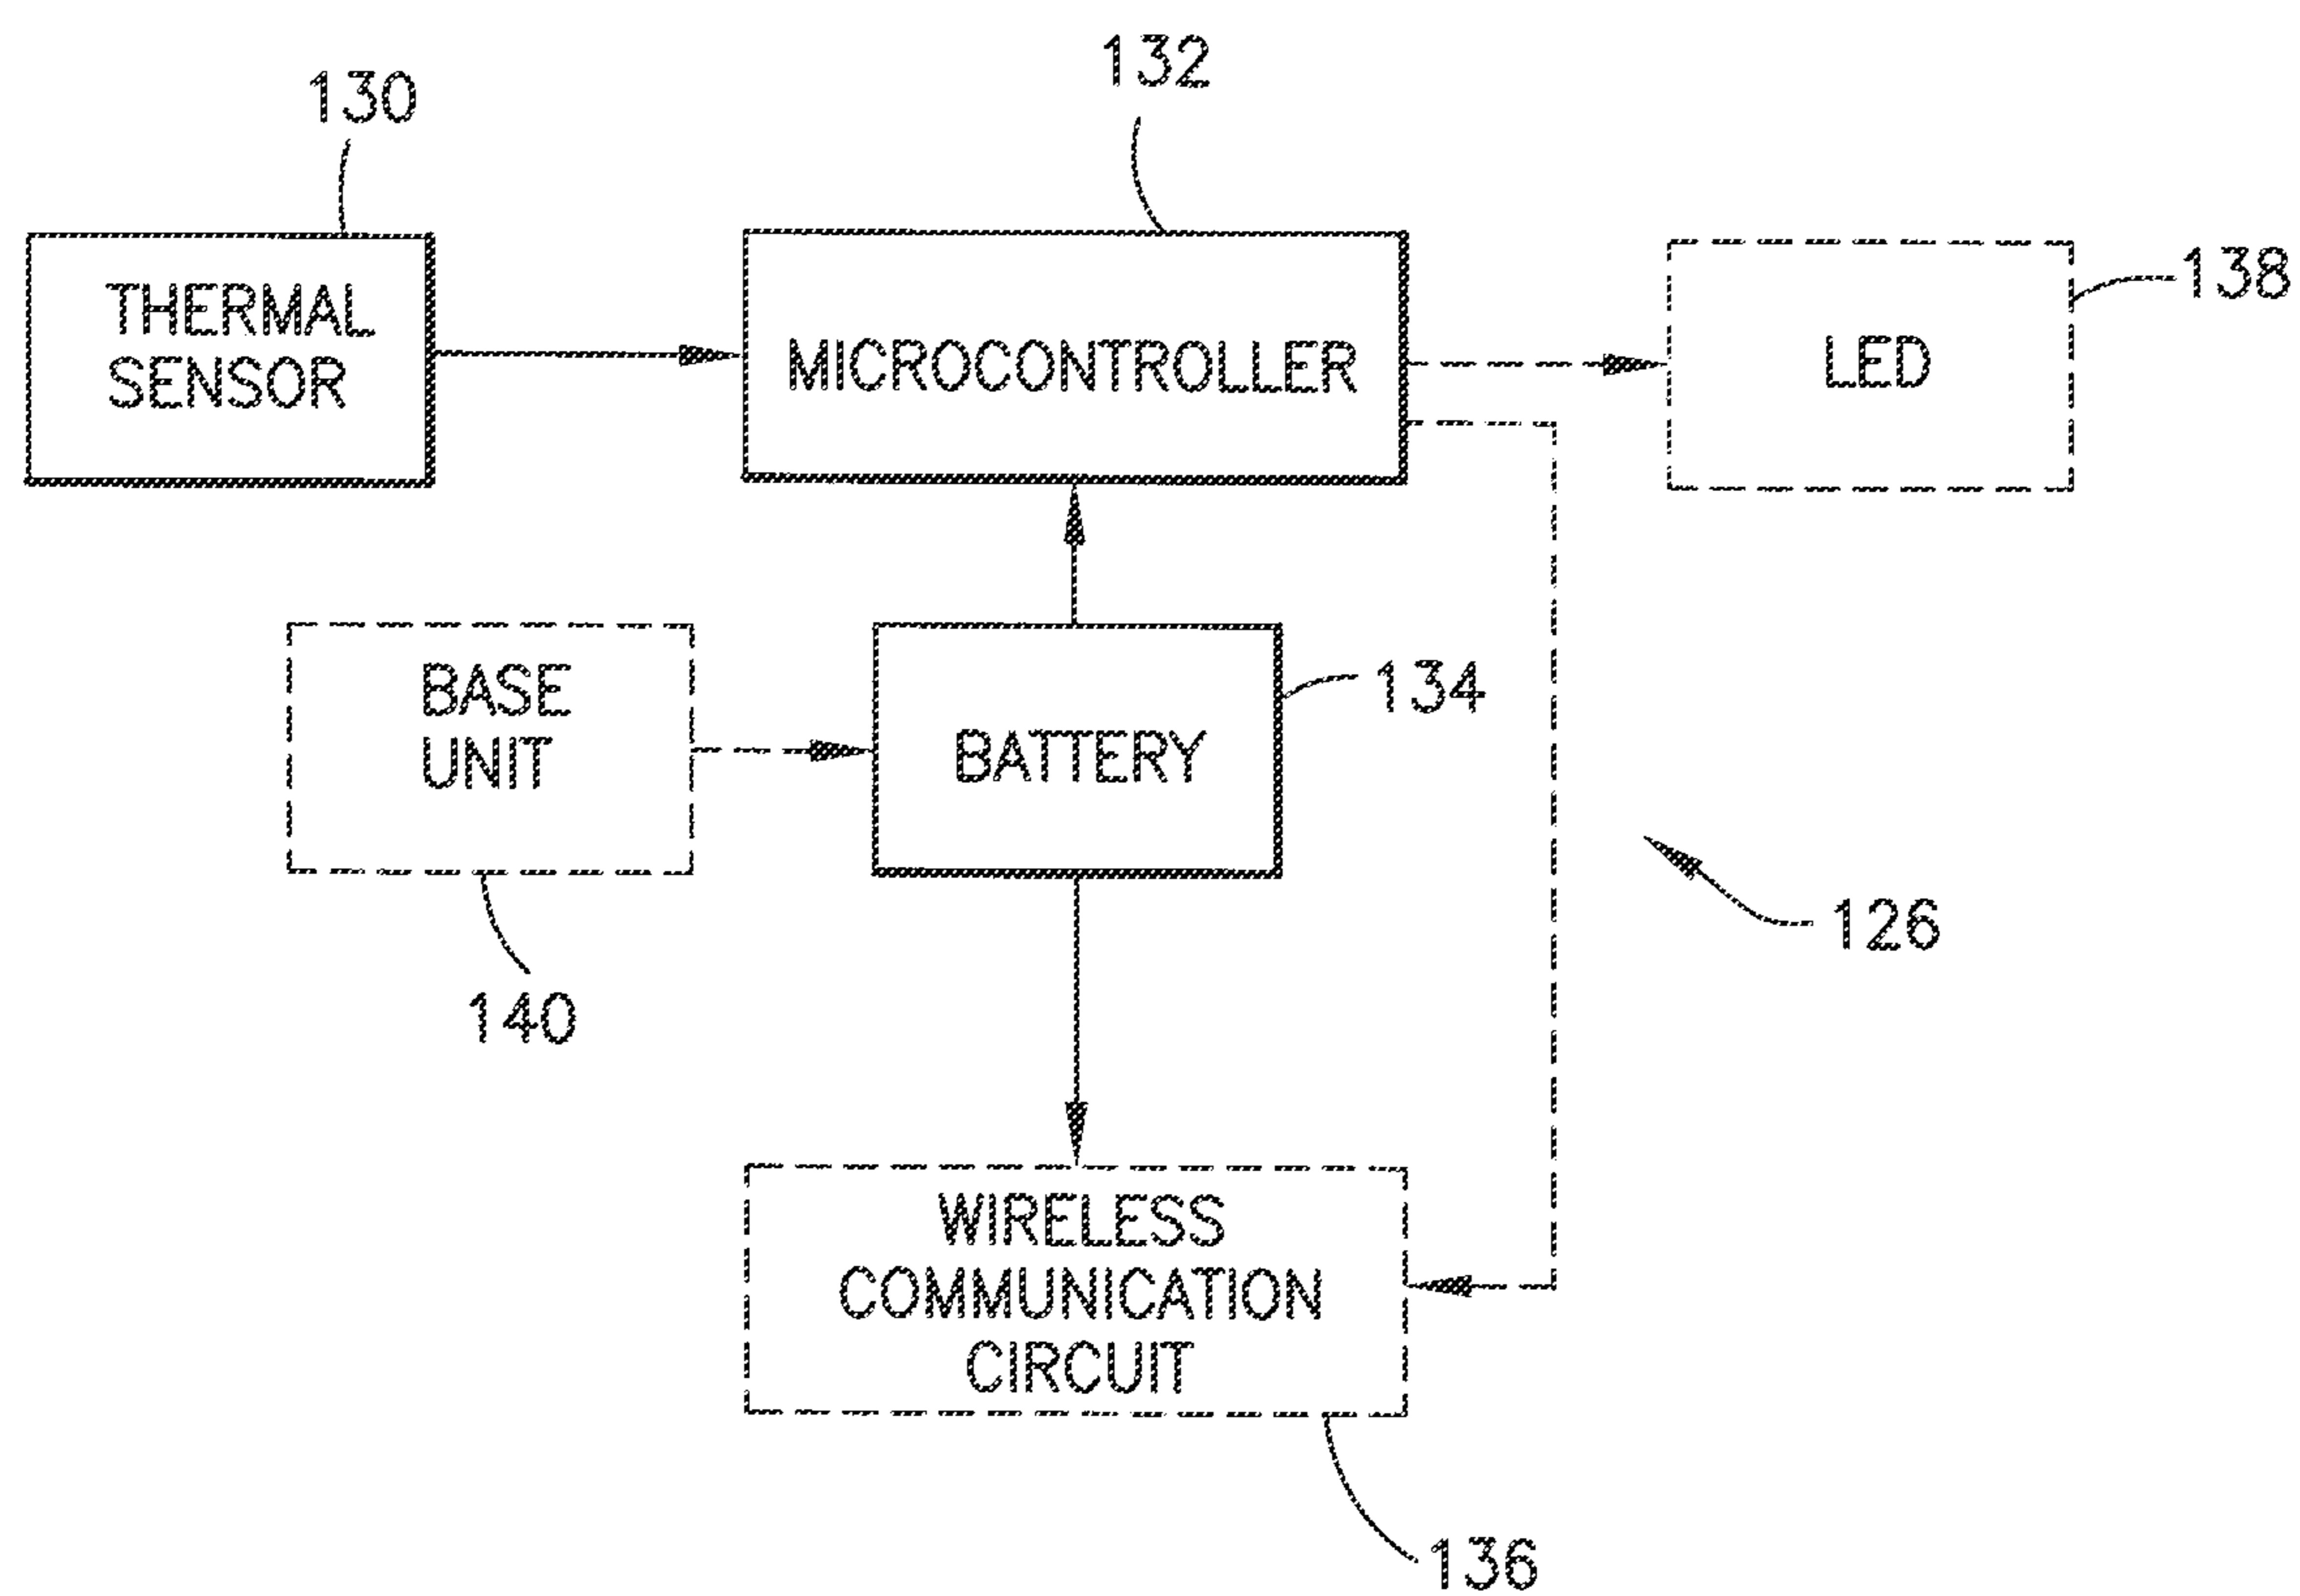 132
130
138
THERMAL
SENSOR
MICROCONTROLLER
LED
BASE
UNIT
134
BATTERY
126
140
WIRELESS
COMMUNICATION
CIRCUIT
136